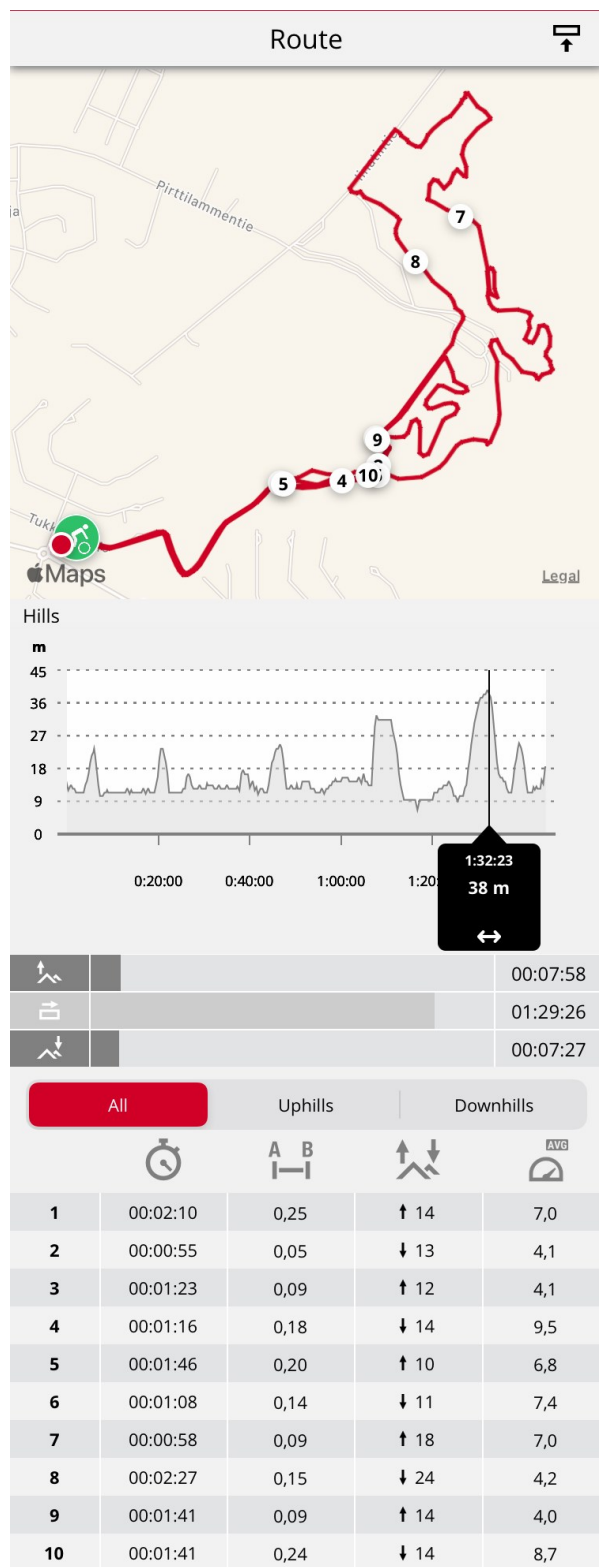 Route
Pirttilammentie
ja
7
8
9
5
4
10
Tukk
Maps
Legal
Hills
m
45
36
27
18
9
0
0:20:00 0:40:00 1:00:00 1:20:
1:32:23
38 m
00:07:58
01:29:26
00:07:27
All Uphills Downhills
A B AVG
1 00:02:10 0,25 14 7,0
2 00:00:55 0,05 13 4,1
3 00:01:23 0,09 12 4,1
4 00:01:16 0,18 14 9,5
5 00:01:46 0,20 10 6,8
6 00:01:08 0,14 11 7,4
7 00:00:58 0,09 18 7,0
8 00:02:27 0,15 24 4,2
9 00:01:41 0,09 14 4,0
10 00:01:41 0,24 14 8,7